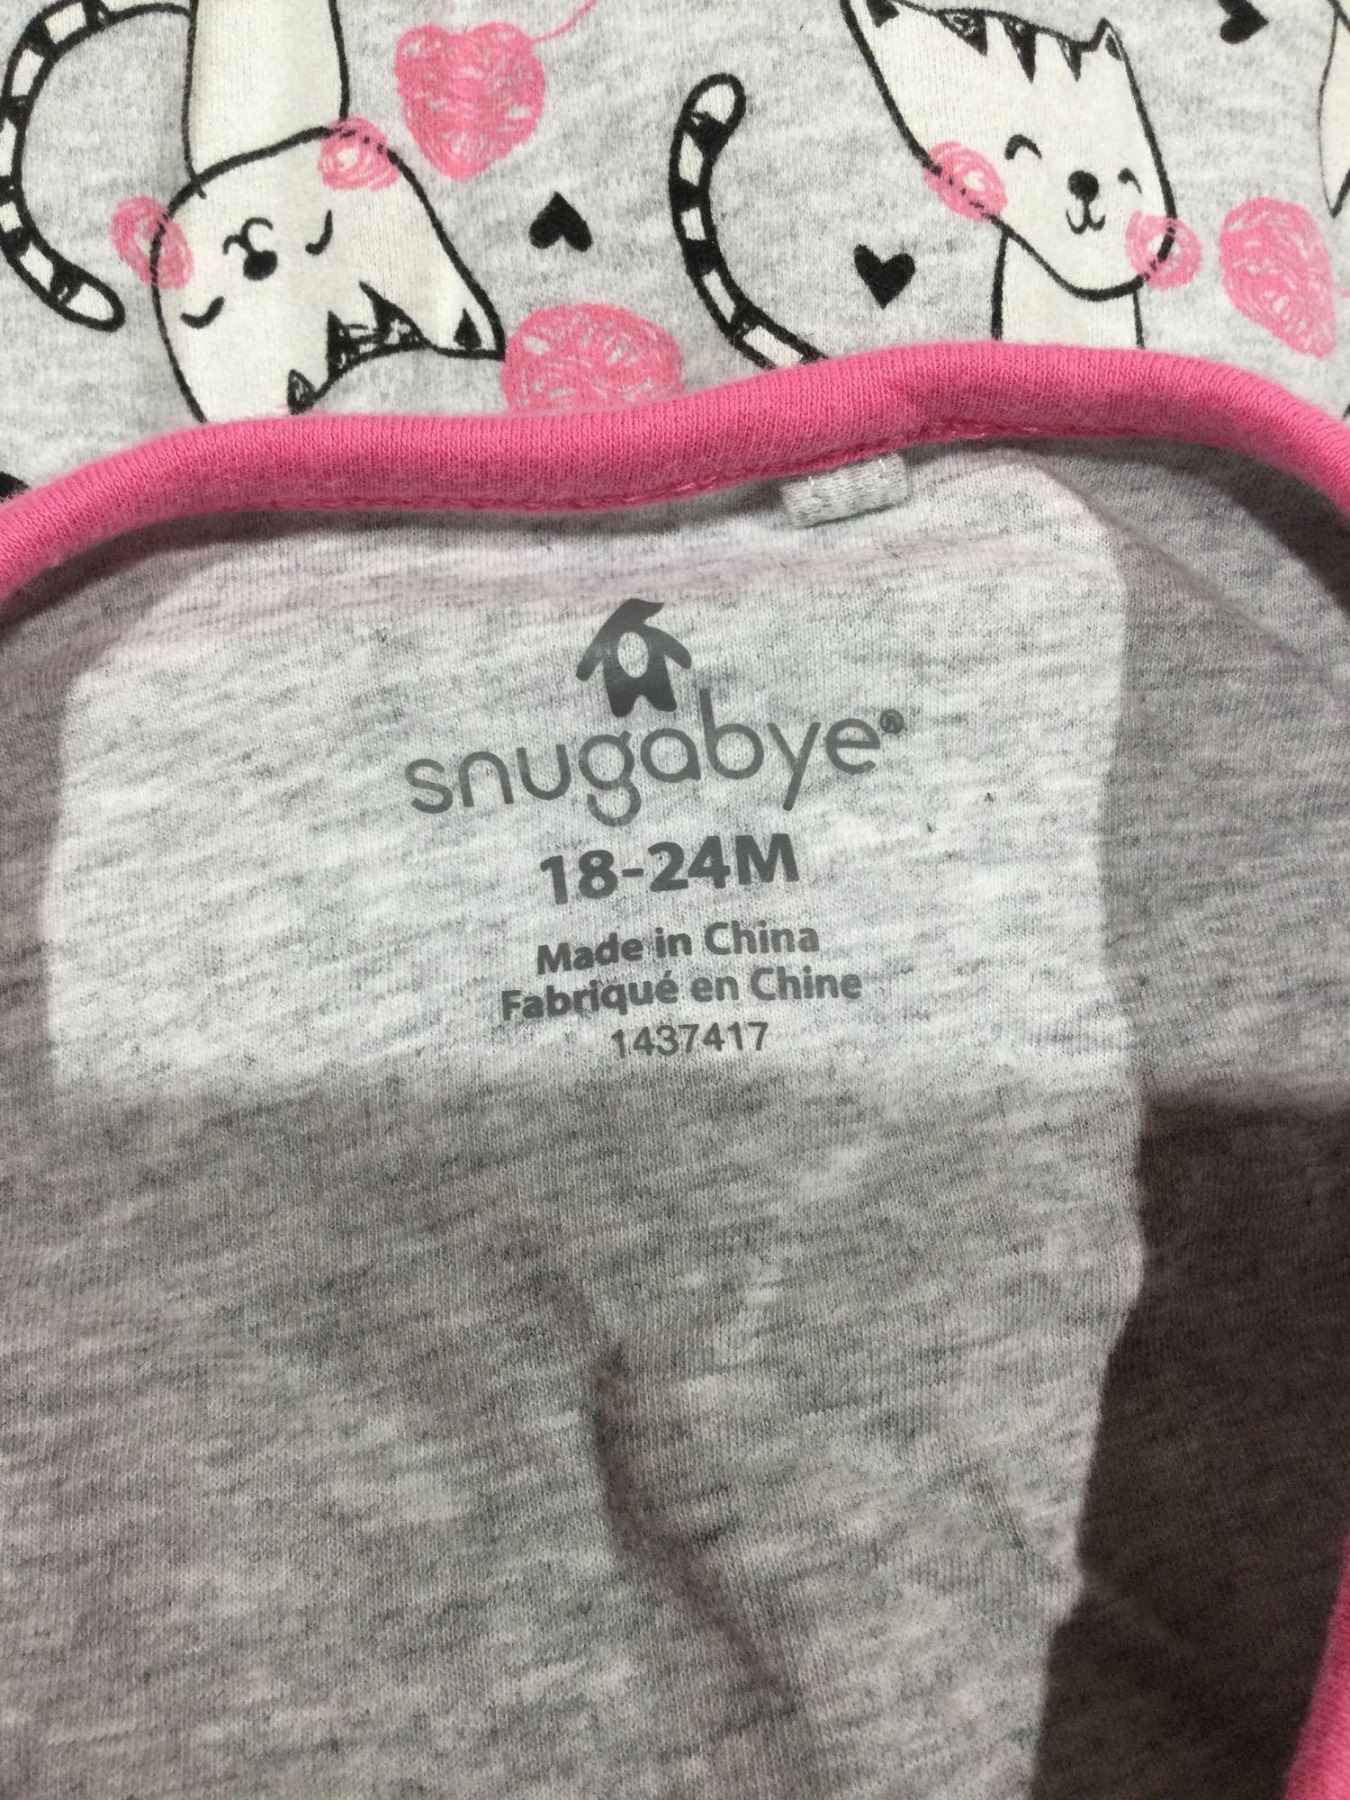 snugabye®
18-24M
Made in China
Fabriqué en Chine
1437417